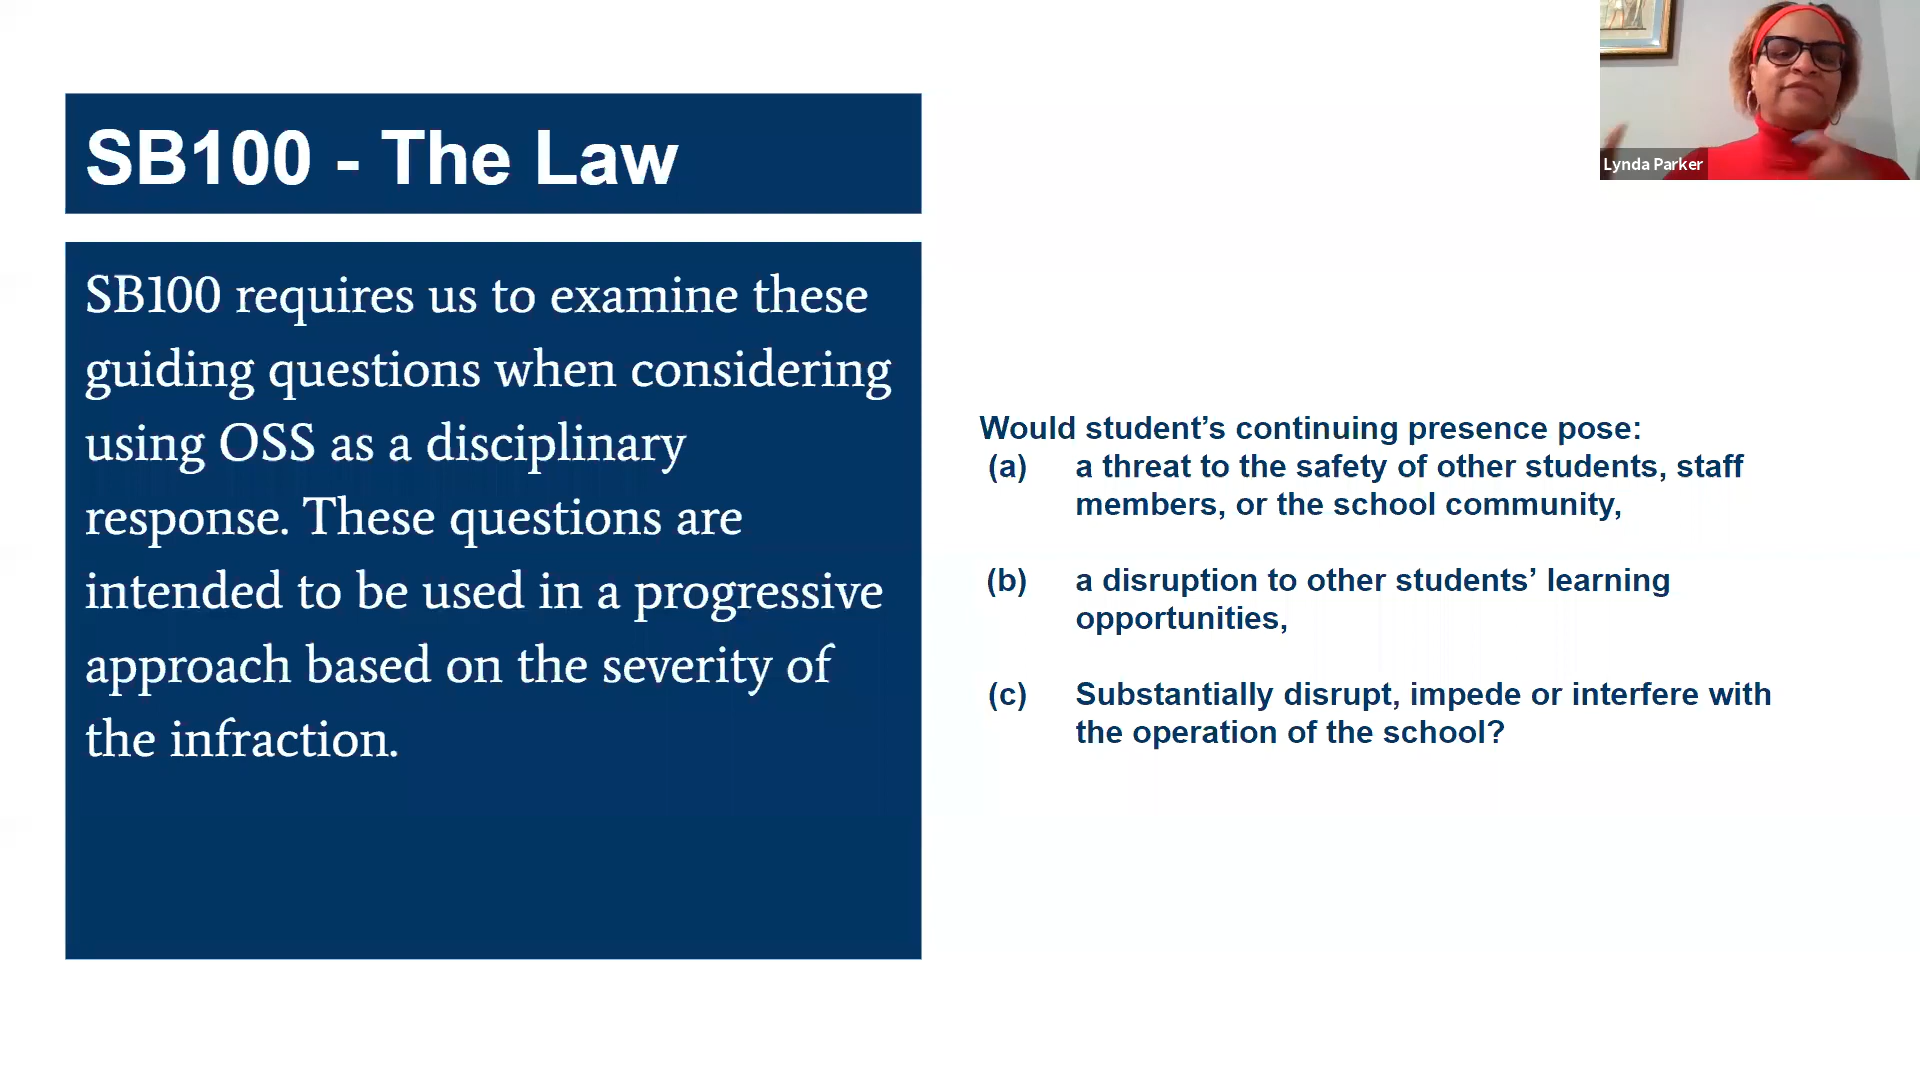 SB100 - The Law
SB100 requires us to examine these
guiding questions when considering
using OSS as a disciplinary
response. These questions are
intended to be used in a progressive
approach based on the severity of
the infraction.
Would student’s continuing presence pose:
(a) a threat to the safety of other students, staff
members, or the school community,
(b) a disruption to other students’ learning
opportunities,
(c) Substantially disrupt, impede or interfere with
the operation of the school?
Lynda Parker